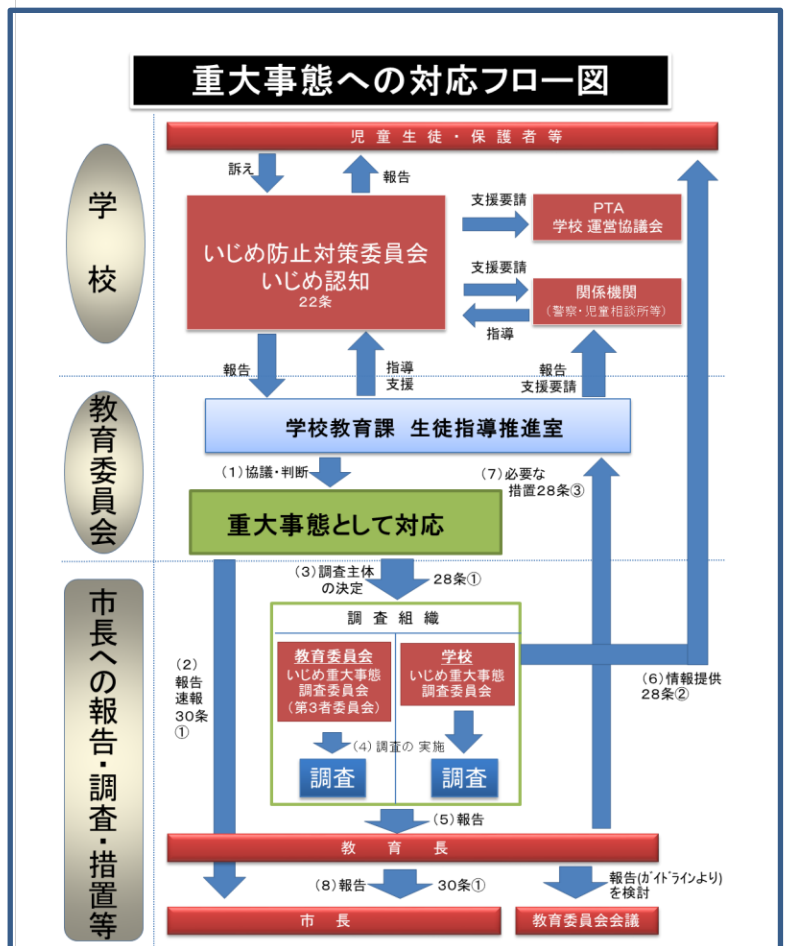 重大事態への対応フロー図
学校
児童生徒・保護者等
訴え
報告
いじめ防止対策委員会
いじめ認知
22条
支援要請
PTA
学校 運営協議会
支援要請
関係機関
（警察・児童相談所等）
指導
報告
指導
支援
報告
支援要請
教育委員会
学校教育課 生徒指導推進室
(1)協議・判断
(7)必要な
措置28条③
重大事態として対応
市長への報告・調査・措置等
(2)
報告
速報
30条
①
(3)調査主体
の決定
28条①
調査組織
教育委員会
いじめ重大事態
調査委員会
(第3者委員会)
学校
いじめ重大事態
調査委員会
(4)調査の 実施
調査
調査
(6)情報提供
28条②
(5)報告
教育長
(8)報告
30条①
報告(ガイドラインより)
を検討
市長
教育委員会会議